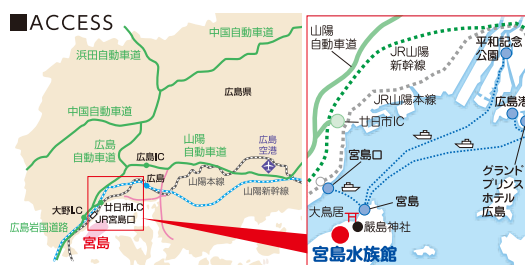 ■ACCESS
中国自動車道
浜田自動車道
広島県
中国自動車道
広島
自動車道
広島IC
山陽
自動車道
広島
空港
広島
山陽本線
山陽新幹線
大野I.C
廿日市I.C
JR宮島口
広島岩国道路
宮島
山陽
自動車道
JR山陽
新幹線
平和記念
公園
JR山陽本線
廿日市IC
広島港
宮島口
グランド
プリンス
ホテル
広島
宮島
大鳥居
厳島神社
宮島水族館